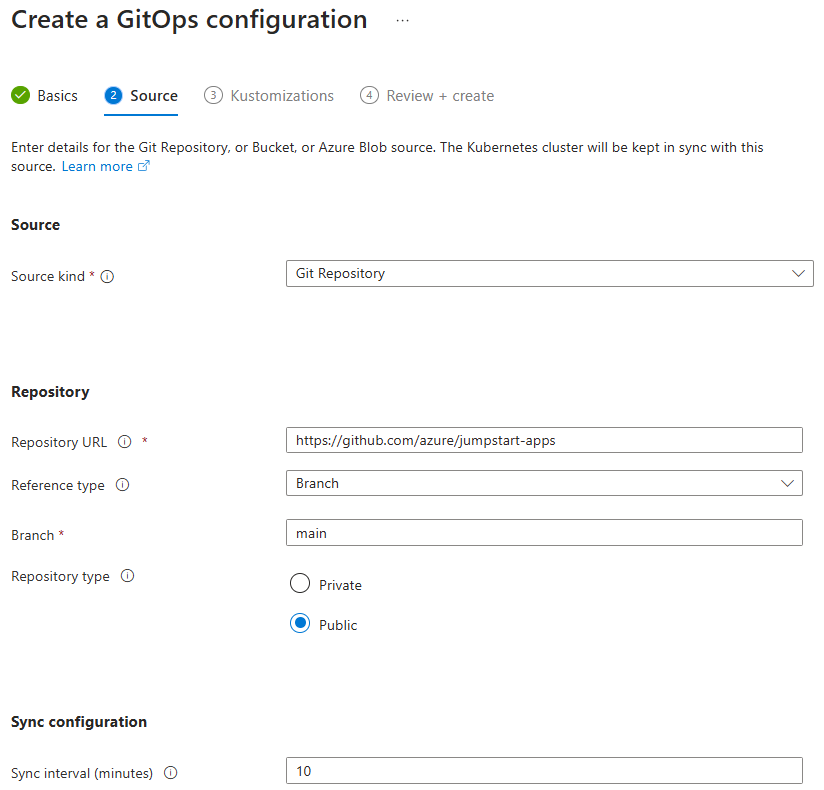 Create a GitOps configuration ...
Basics 2 Source 3 Kustomizations 4 Review + create
Enter details for the Git Repository, or Bucket, or Azure Blob source. The Kubernetes cluster will be kept in sync with this
source. Learn more
Source
Source kind * Git Repository
Repository
Repository URL * https://github.com/azure/jumpstart-apps
Reference type Branch
Branch * main
Repository type Private
Public
Sync configuration
Sync interval (minutes) 10